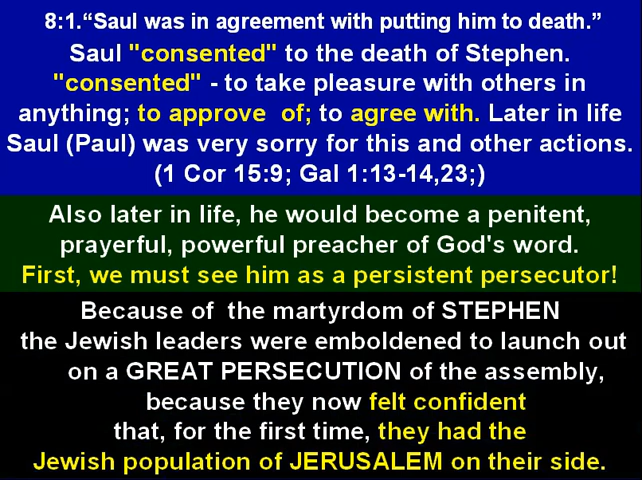 8:1.“Saul was in agreement with putting him to death.”
Saul "consented" to the death of Stephen.
"consented" - to take pleasure with others in
anything; to approve of; to agree with. Later in life
Saul (Paul) was very sorry for this and other actions.
(1 Cor 15:9; Gal 1:13-14,23;)
Also later in life, he would become a penitent,
prayerful, powerful preacher of God's word.
First, we must see him as a persistent persecutor!
Because of the martyrdom of STEPHEN
the Jewish leaders were emboldened to launch out
on a GREAT PERSECUTION of the assembly,
because they now felt confident
that, for the first time, they had the
Jewish population of JERUSALEM on their side.